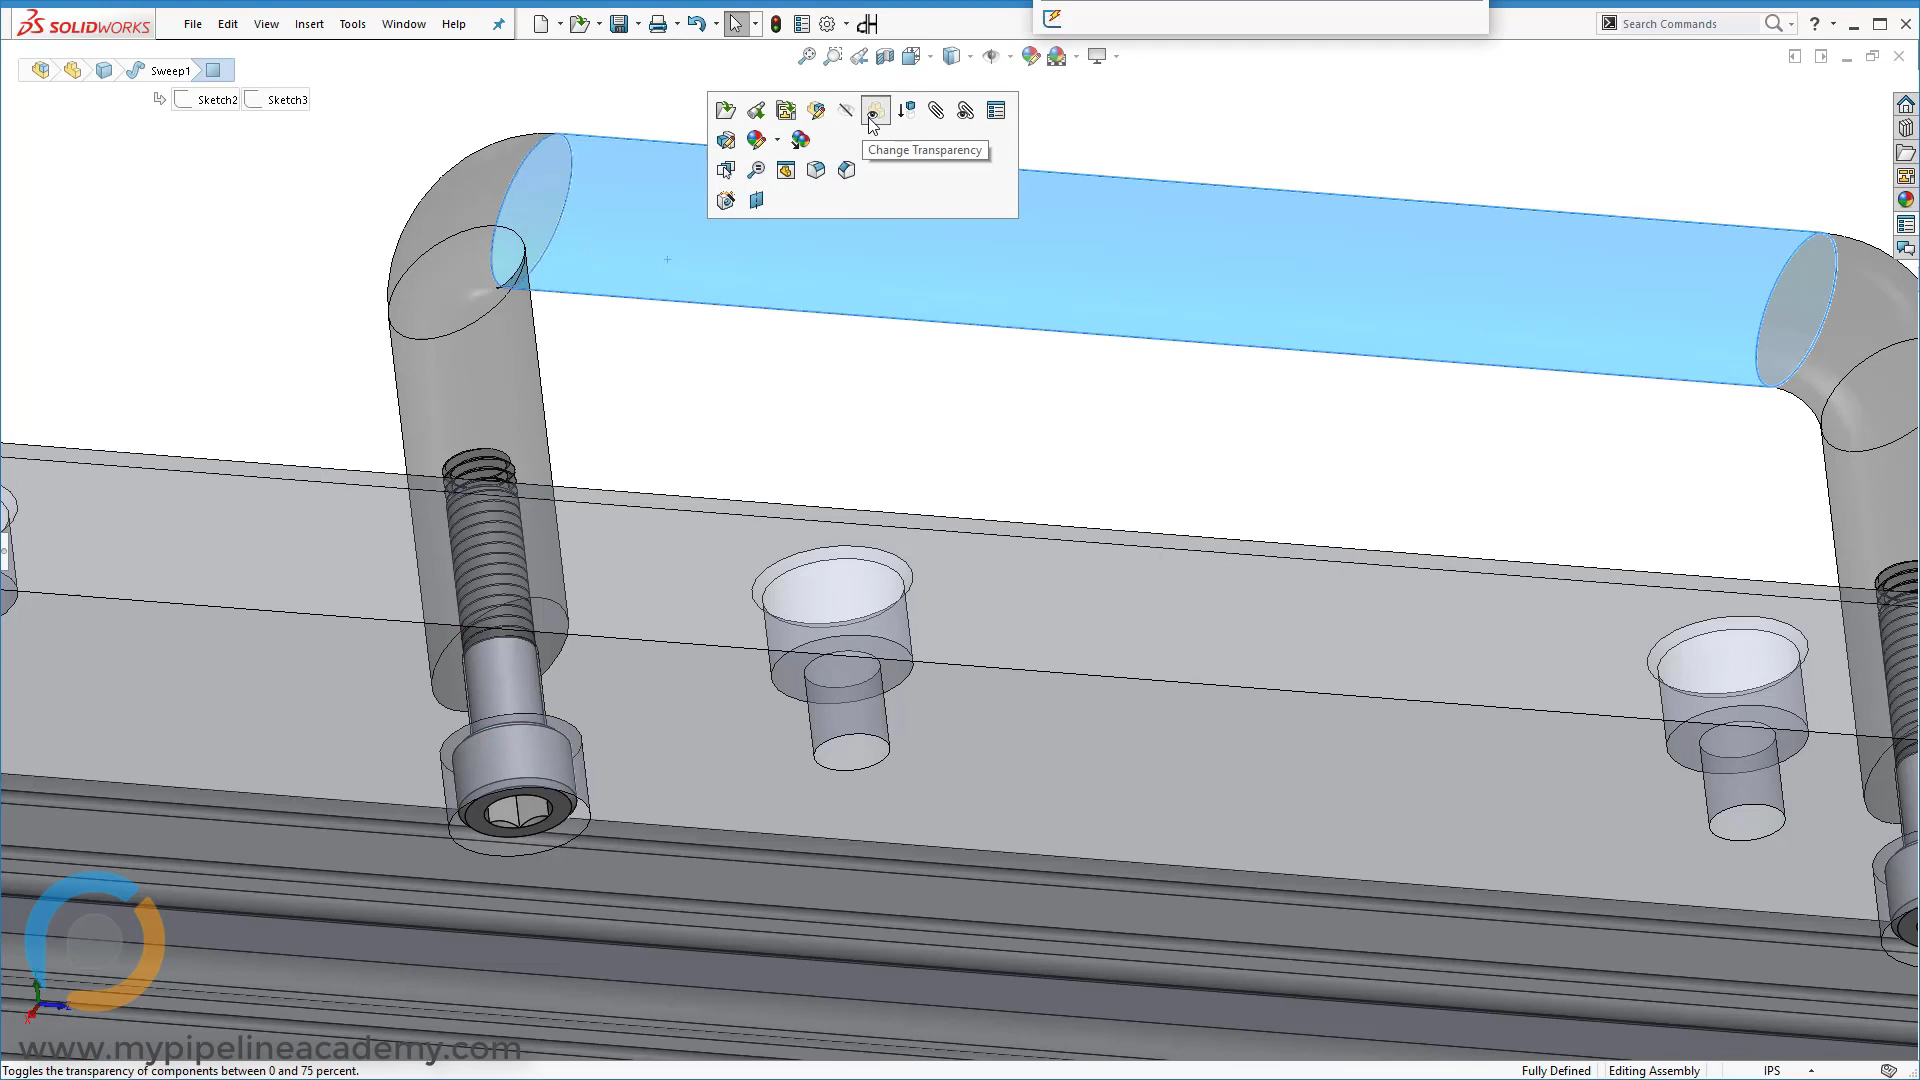 SOLIDWORKS File Edit View Insert Tools Window Help Search Commands
Sweep1
Sketch2 Sketch3
Change Transparency
www.mypipelineacademy.com
Toggles the transparency of components between 0 and 75 percent. Fully Defined Editing Assembly IPS